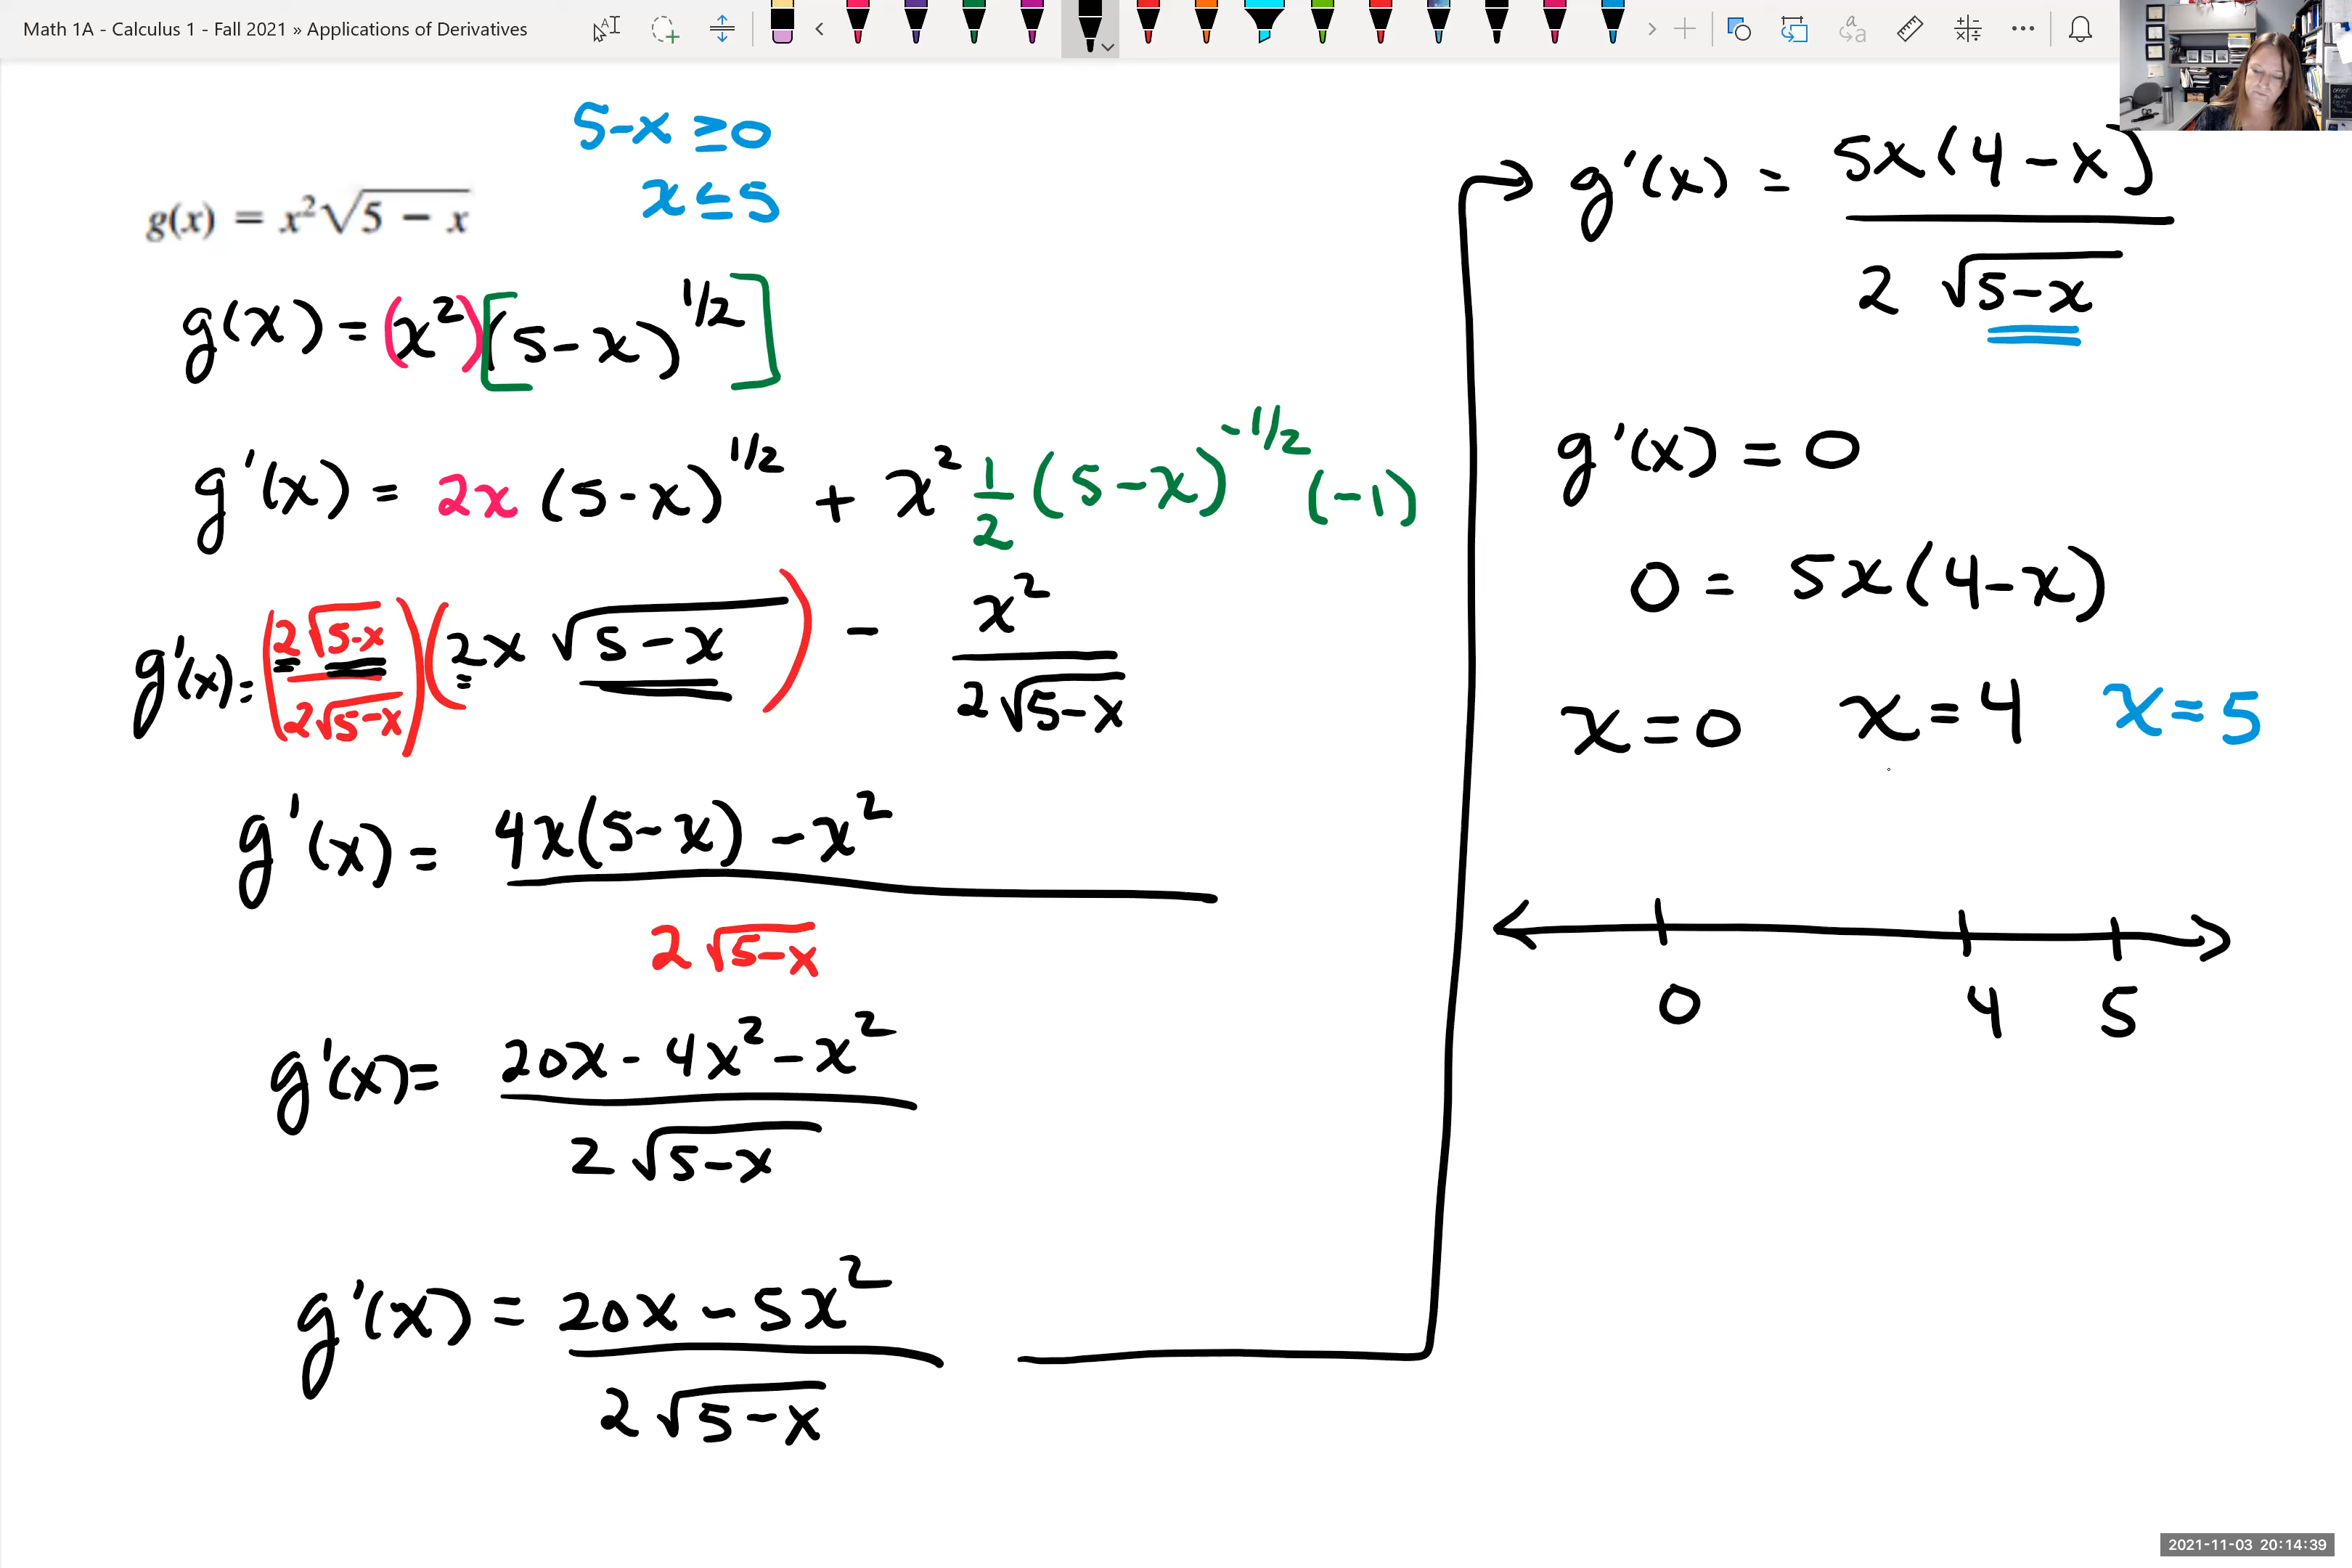 Math 1A - Calculus 1 - Fall 2021 » Applications of Derivatives
5-x ≥0
x ≤ 5
g(x) = x²√(5 − x)
g(x) = (x²)[(5-x)^(1/2)]
g'(x) = 2x (5-x)^(1/2) + x² 1/2 (5-x)^(-1/2) (-1)
g'(x)= (2√(5-x) / 2√(5-x)) (2x √(5-x)) - x² / 2√(5-x)
g'(x) = (4x(5-x) - x²) / 2√(5-x)
g'(x)= (20x - 4x² - x²) / 2√(5-x)
g'(x) = (20x - 5x²) / 2√(5-x)
g'(x) = 5x(4-x) / 2√(5-x)
g'(x) = 0
0 = 5x(4-x)
x=0 x=4 x=5
0 4 5
2021-11-03 20:14:39